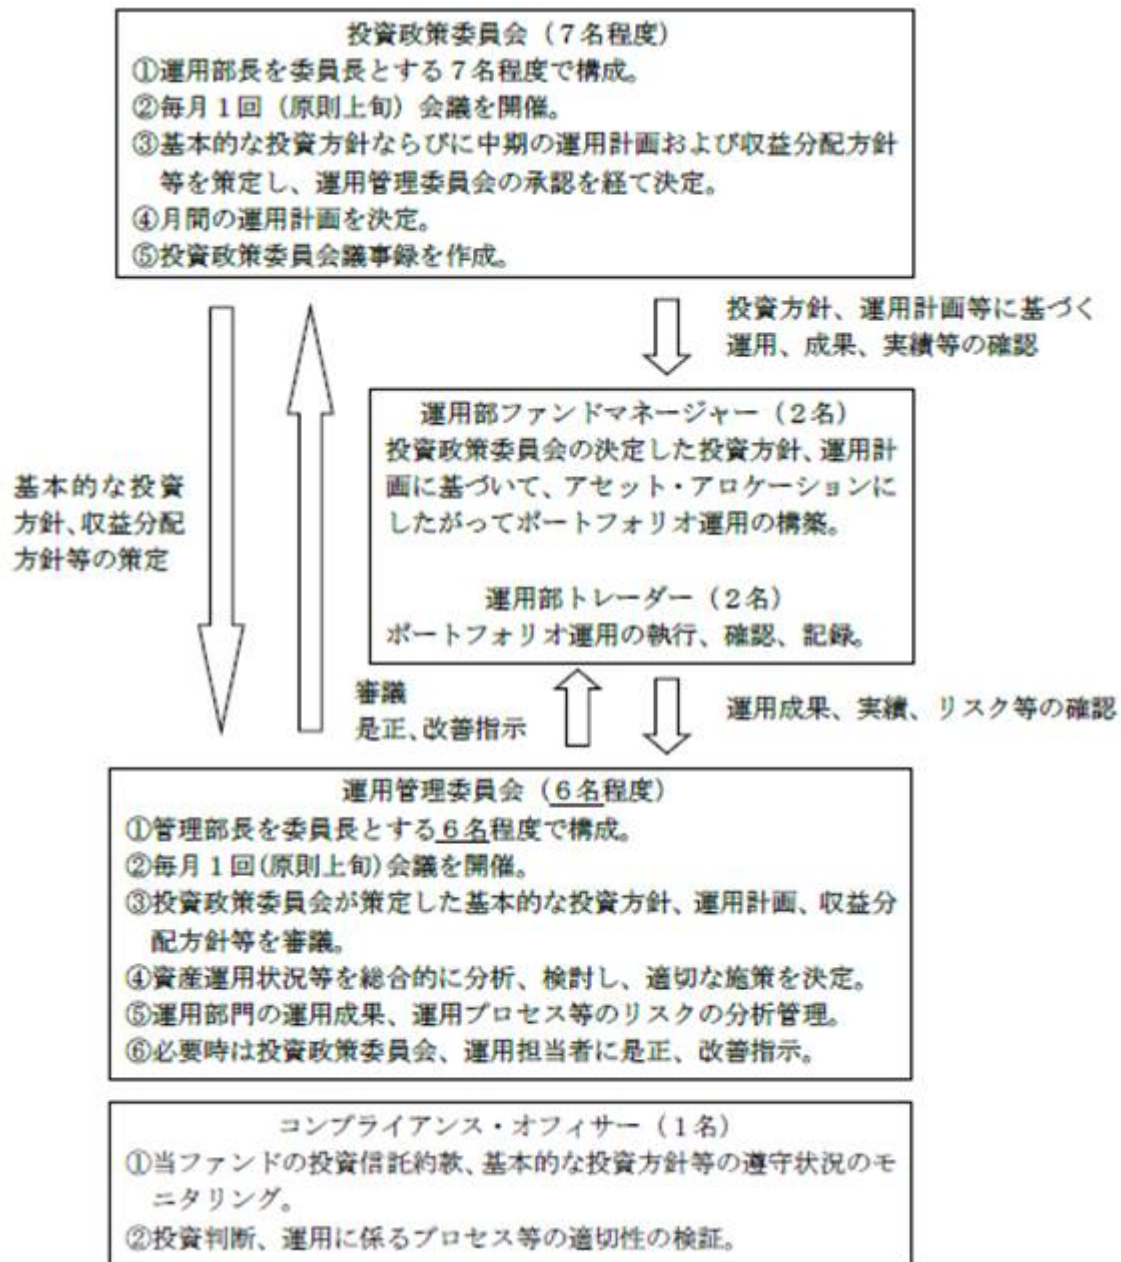 投資政策委員会（７名程度）
①運用部長を委員長とする７名程度で構成。
②毎月１回（原則上旬）会議を開催。
③基本的な投資方針ならびに中期の運用計画および収益分配方針
等を策定し、運用管理委員会の承認を経て決定。
④月間の運用計画を決定。
⑤投資政策委員会議事録を作成。
投資方針、運用計画等に基づく
運用、成果、実績等の確認
運用部ファンドマネージャー（２名）
投資政策委員会の決定した投資方針、運用計
画に基づいて、アセット・アロケーションに
したがってポートフォリオ運用の構築。
運用部トレーダー（２名）
ポートフォリオ運用の執行、確認、記録。
基本的な投資
方針、収益分配
方針等の策定
審議
是正、改善指示
運用成果、実績、リスク等の確認
運用管理委員会（６名程度）
①管理部長を委員長とする６名程度で構成。
②毎月１回(原則上旬)会議を開催。
③投資政策委員会が策定した基本的な投資方針、運用計画、収益分
配方針等を審議。
④資産運用状況等を総合的に分析、検討し、適切な施策を決定。
⑤運用部門の運用成果、運用プロセス等のリスクの分析管理。
⑥必要時は投資政策委員会、運用担当者に是正、改善指示。
コンプライアンス・オフィサー（１名）
①当ファンドの投資信託約款、基本的な投資方針等の遵守状況のモ
ニタリング。
②投資判断、運用に係るプロセス等の適切性の検証。